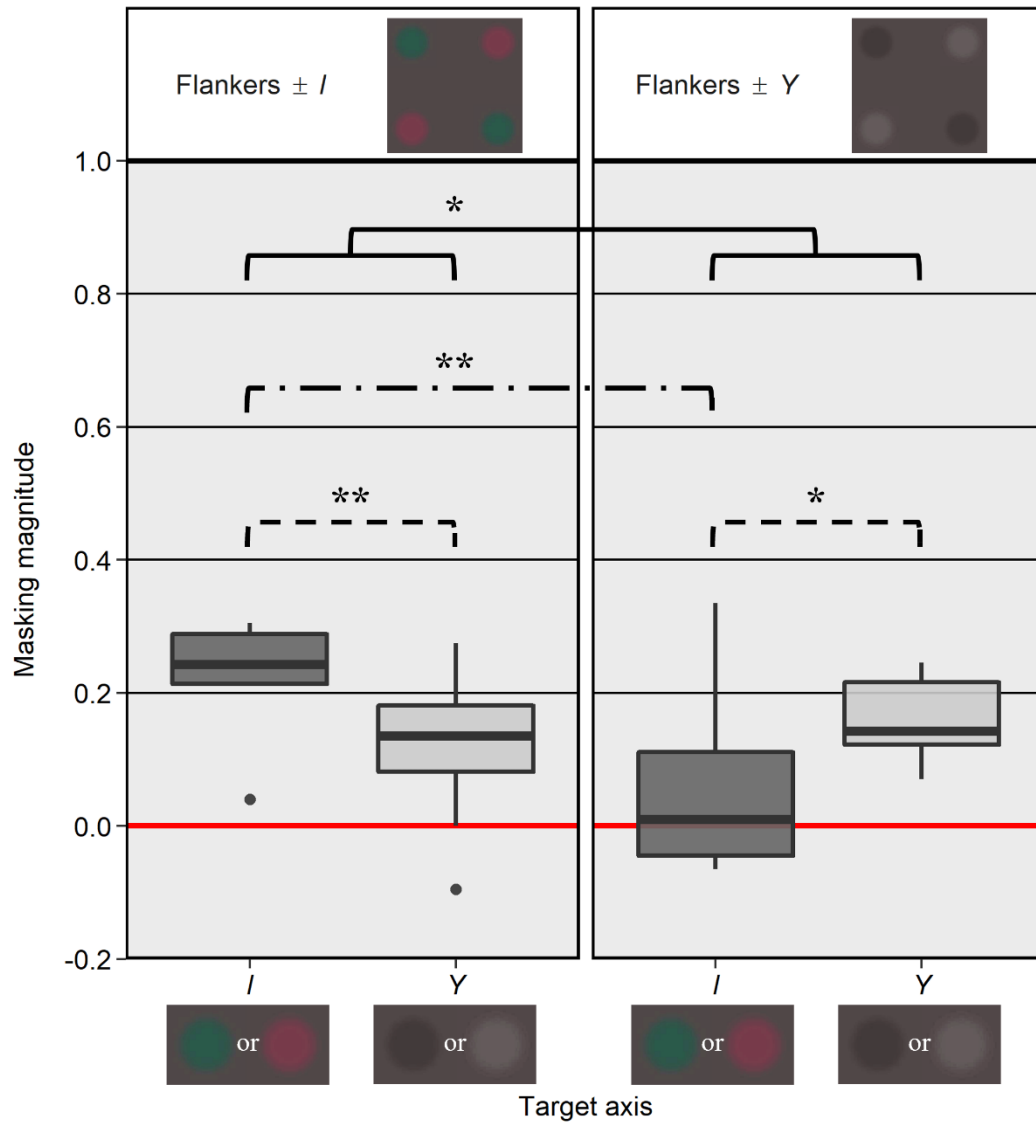 Flankers ± I
Flankers ± Y
1.0
*
0.8
**
0.6
**
*
0.4
0.2
0.0
-0.2
Masking magnitude
I
Y
I
Y
or
or
or
or
Target axis